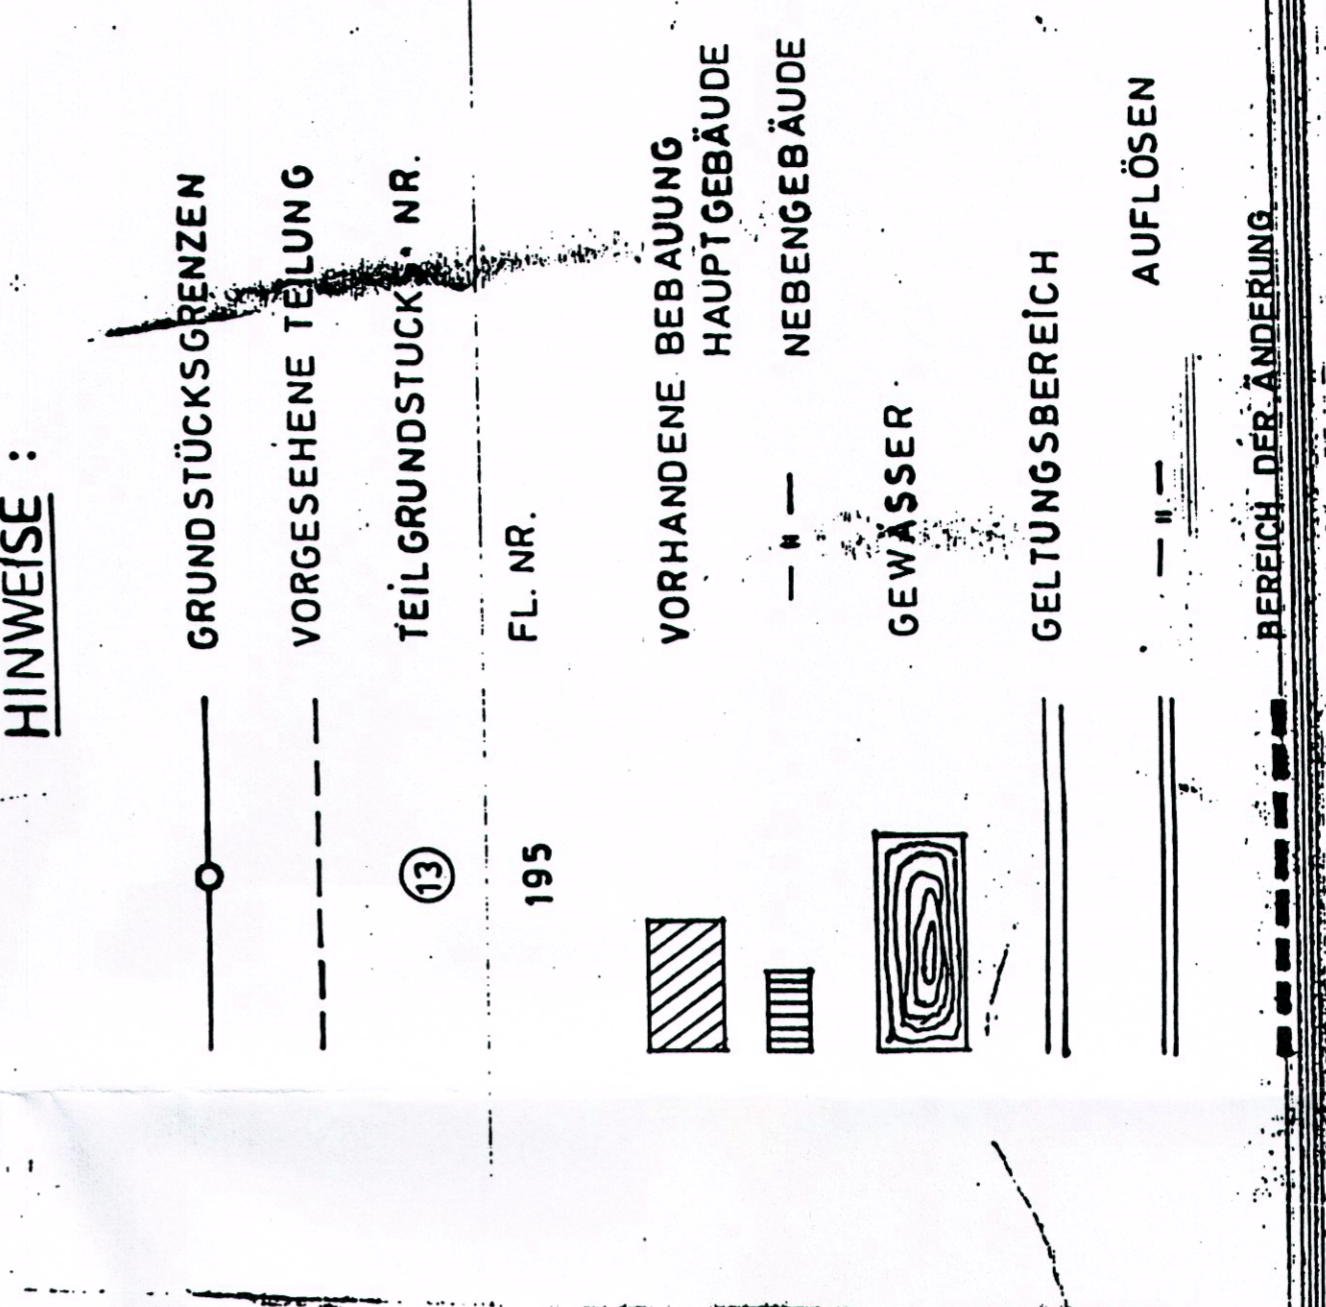 HINWEISE :
GRUNDSTÜCKSGRENZEN
VORGESEHENE TEILUNG
13 TEILGRUNDSTÜCKS. NR.
195 FL. NR.
VORHANDENE BEBAUUNG
HAUPTGEBÄUDE
— " — NEBENGEBÄUDE
GEWÄSSER
GELTUNGSBEREICH
— " — AUFLÖSEN
BEREICH DER ÄNDERUNG